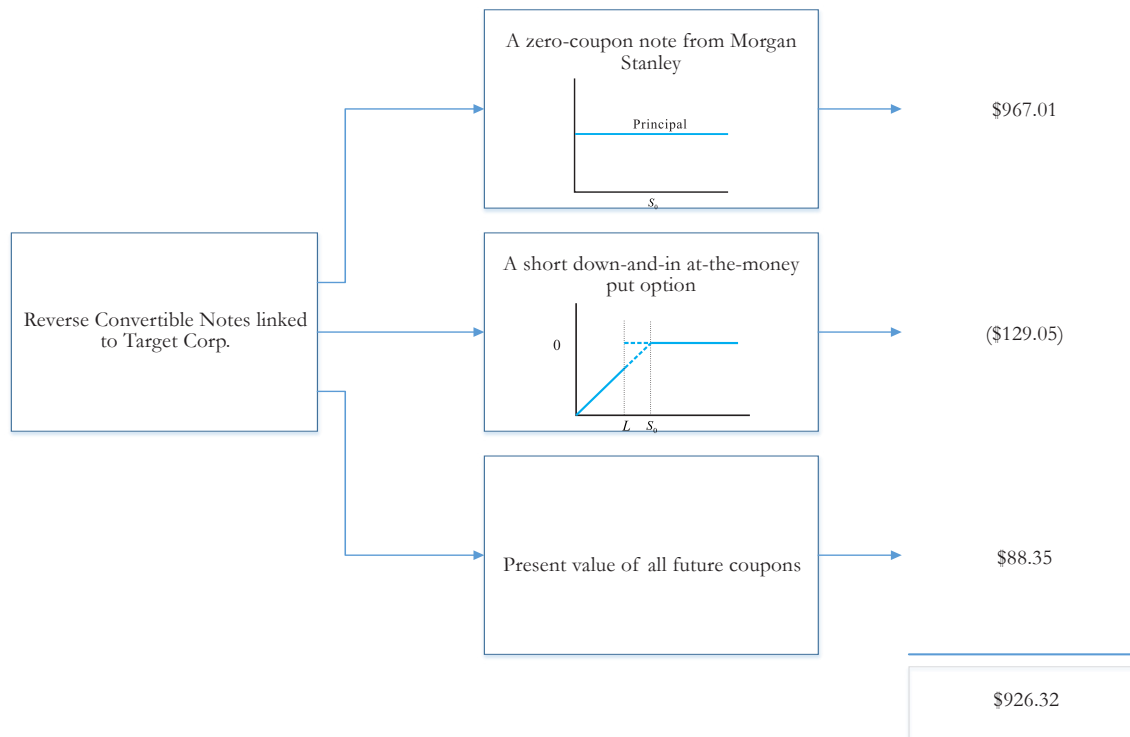 A zero-coupon note from Morgan
Stanley
Principal
S₀
$967.01
Reverse Convertible Notes linked
to Target Corp.
A short down-and-in at-the-money
put option
0
L S₀
($129.05)
Present value of all future coupons
$88.35
$926.32